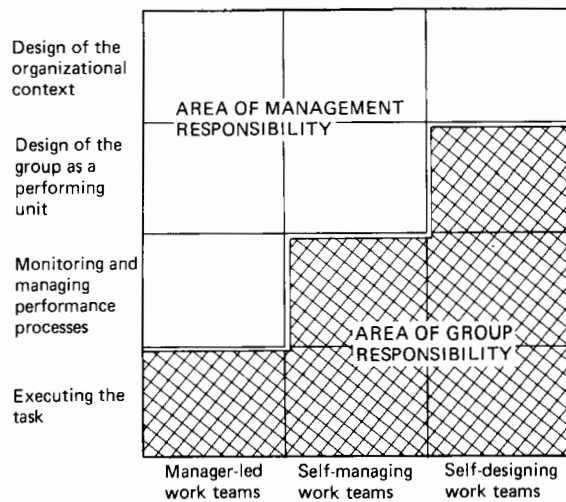 Design of the
organizational
context
AREA OF MANAGEMENT
RESPONSIBILITY
Design of the
group as a
performing
unit
Monitoring and
managing
performance
processes
AREA OF GROUP
RESPONSIBILITY
Executing the
task
Manager-led
work teams
Self-managing
work teams
Self-designing
work teams